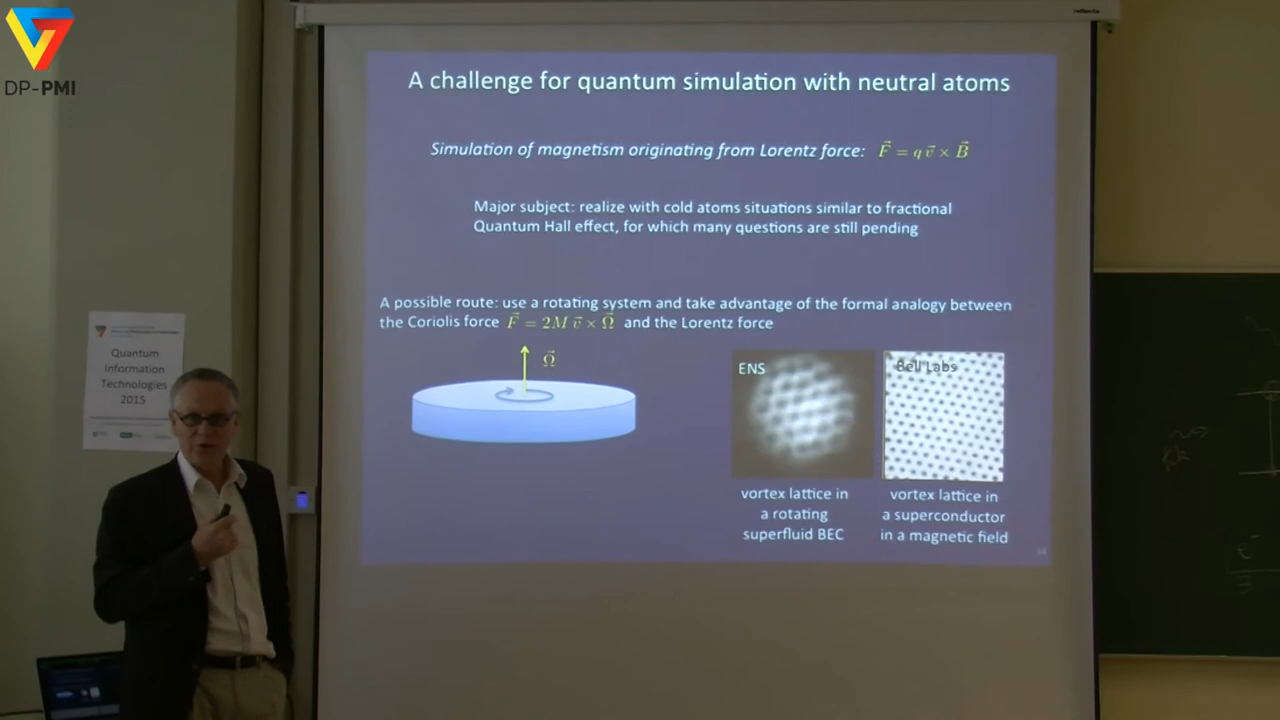 DP-PMI
A challenge for quantum simulation with neutral atoms
Simulation of magnetism originating from Lorentz force: F⃗ = q v⃗ × B⃗
Major subject: realize with cold atoms situations similar to fractional
Quantum Hall effect, for which many questions are still pending
A possible route: use a rotating system and take advantage of the formal analogy between
the Coriolis force F⃗ = 2M v⃗ × Ω⃗ and the Lorentz force
Ω⃗
ENS
Bell Labs
vortex lattice in
a rotating
superfluid BEC
vortex lattice in
a superconductor
in a magnetic field
Quantum
Information
Technologies
2015